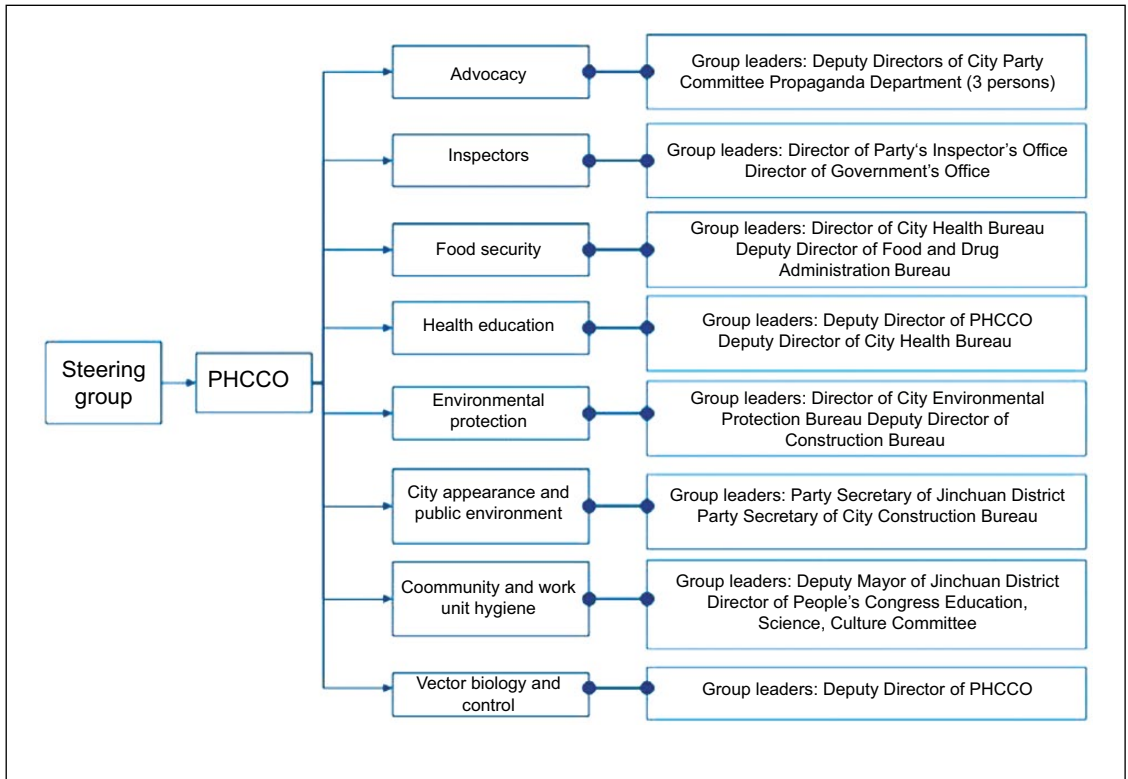 Steering
group
PHCCO
Advocacy
Group leaders: Deputy Directors of City Party
Committee Propaganda Department (3 persons)
Inspectors
Group leaders: Director of Party‘s Inspector’s Office
Director of Government’s Office
Food security
Group leaders: Director of City Health Bureau
Deputy Director of Food and Drug
Administration Bureau
Health education
Group leaders: Deputy Director of PHCCO
Deputy Director of City Health Bureau
Environmental
protection
Group leaders: Director of City Environmental
Protection Bureau Deputy Director of
Construction Bureau
City appearance and
public environment
Group leaders: Party Secretary of Jinchuan District
Party Secretary of City Construction Bureau
Coommunity and work
unit hygiene
Group leaders: Deputy Mayor of Jinchuan District
Director of People’s Congress Education,
Science, Culture Committee
Vector biology and
control
Group leaders: Deputy Director of PHCCO